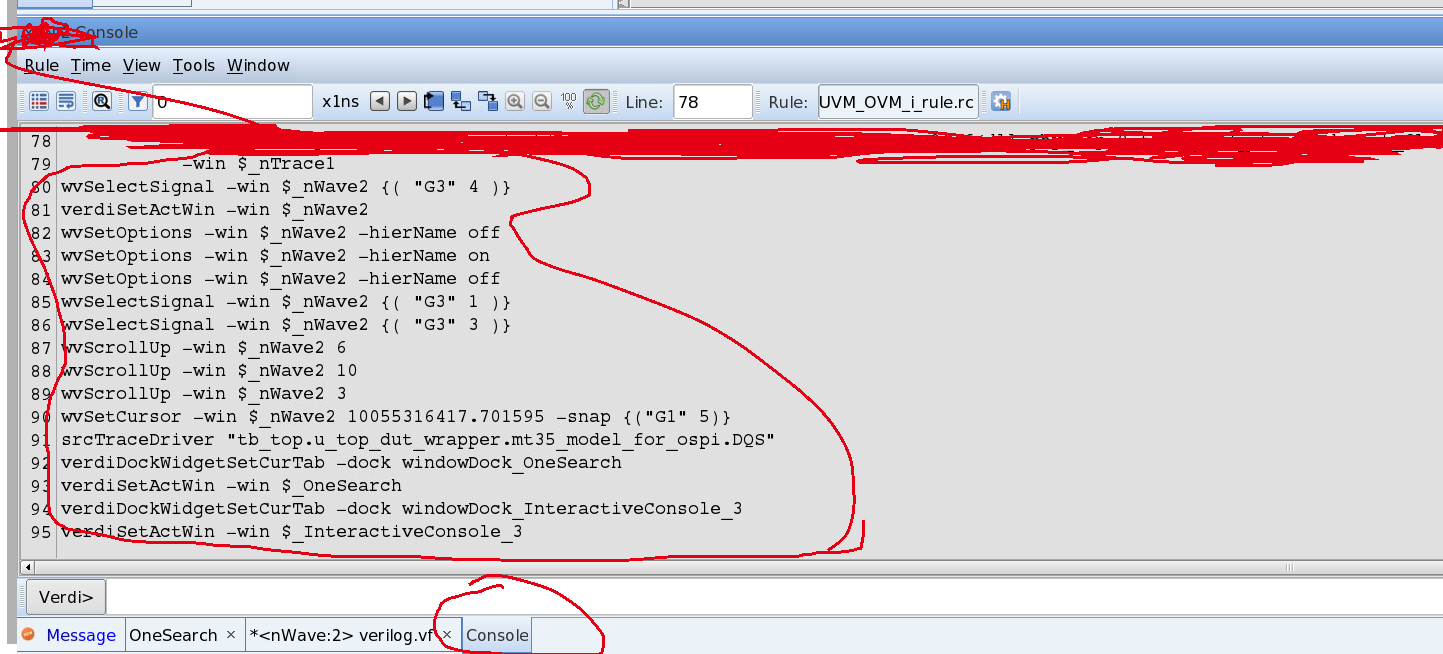 Console
Rule Time View Tools Window
0 x1ns 100 % Line: 78 Rule: UVM_OVM_i_rule.rc
78
79 -win $_nTrace1
80 wvSelectSignal -win $_nWave2 {( "G3" 4 )}
81 verdiSetActWin -win $_nWave2
82 wvSetOptions -win $_nWave2 -hierName off
83 wvSetOptions -win $_nWave2 -hierName on
84 wvSetOptions -win $_nWave2 -hierName off
85 wvSelectSignal -win $_nWave2 {( "G3" 1 )}
86 wvSelectSignal -win $_nWave2 {( "G3" 3 )}
87 wvScrollUp -win $_nWave2 6
88 wvScrollUp -win $_nWave2 10
89 wvScrollUp -win $_nWave2 3
90 wvSetCursor -win $_nWave2 10055316417.701595 -snap {("G1" 5)}
91 srcTraceDriver "tb_top.u_top_dut_wrapper.mt35_model_for_ospi.DQS"
92 verdiDockWidgetSetCurTab -dock windowDock_OneSearch
93 verdiSetActWin -win $_OneSearch
94 verdiDockWidgetSetCurTab -dock windowDock_InteractiveConsole_3
95 verdiSetActWin -win $_InteractiveConsole_3
Verdi>
Message OneSearch × *<nWave:2> verilog.vf × Console